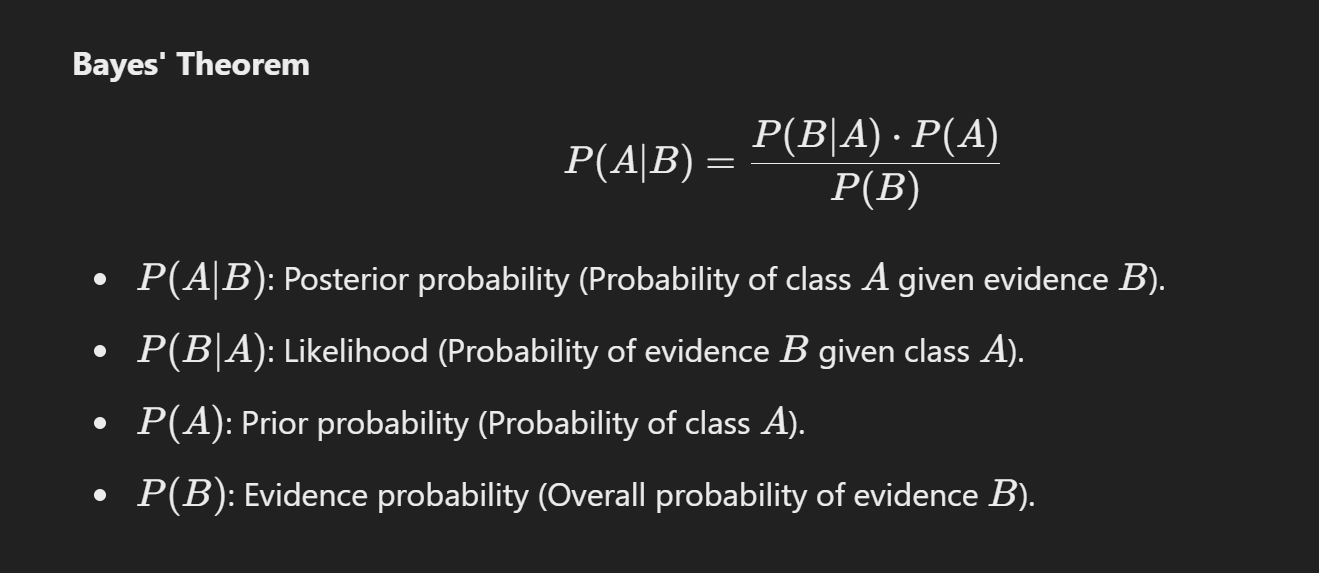 Bayes' Theorem
P(A|B) = \frac{P(B|A) \cdot P(A)}{P(B)}
• P(A|B): Posterior probability (Probability of class A given evidence B).
• P(B|A): Likelihood (Probability of evidence B given class A).
• P(A): Prior probability (Probability of class A).
• P(B): Evidence probability (Overall probability of evidence B).